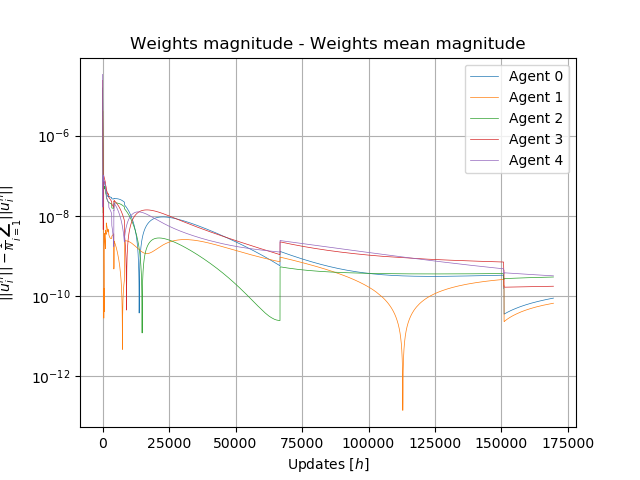 Weights magnitude - Weights mean magnitude
Agent 0
Agent 1
Agent 2
Agent 3
Agent 4
10⁻⁶
10⁻⁸
10⁻¹⁰
10⁻¹²
0 25000 50000 75000 100000 125000 150000 175000
Updates [h]